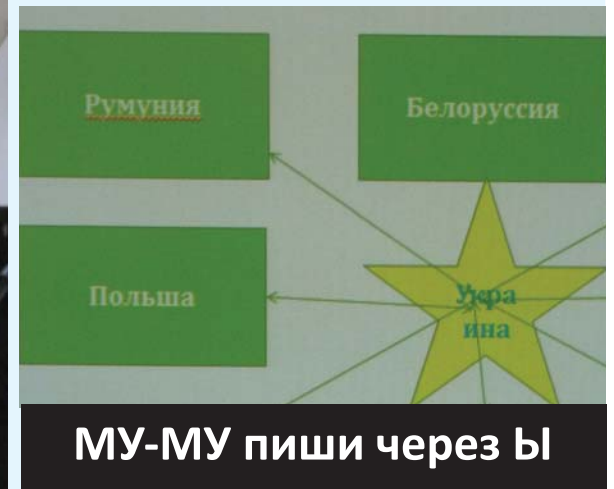 Румуния
Белоруссия
Польша
Укра
ина
МУ-МУ пиши через Ы